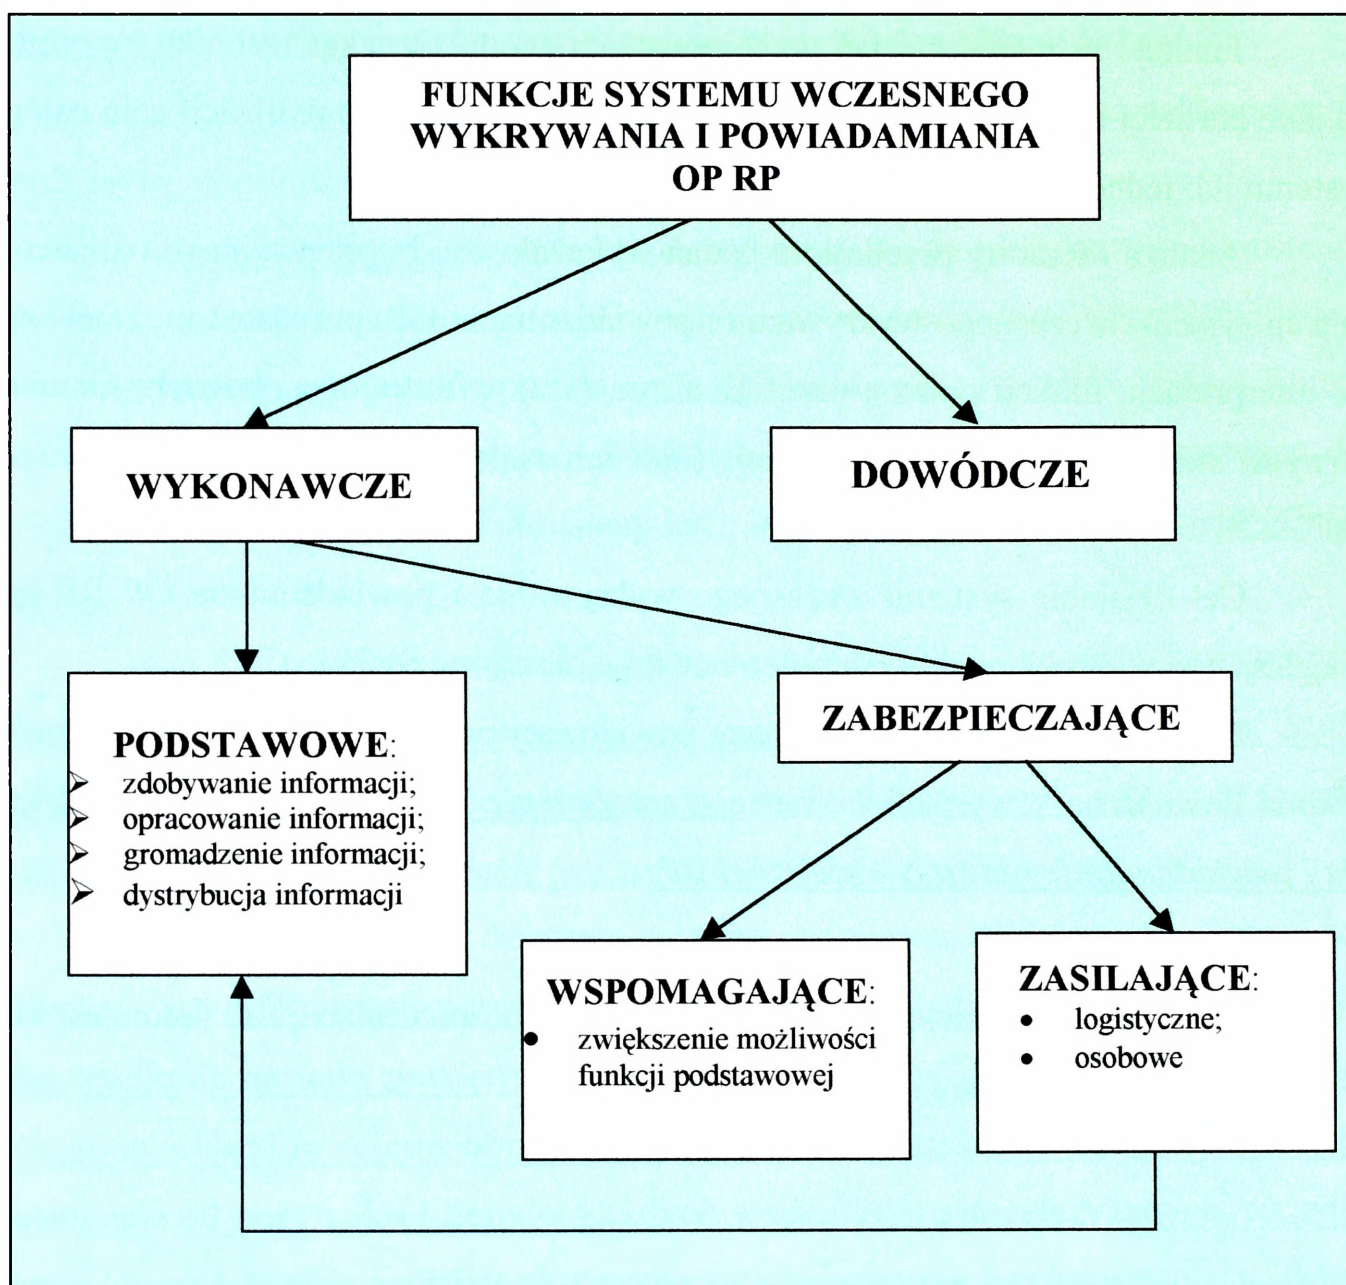 FUNKCJE SYSTEMU WCZESNEGO
WYKRYWANIA I POWIADAMIANIA
OP RP
WYKONAWCZE
DOWÓDCZE
PODSTAWOWE:
➢ zdobywanie informacji;
➢ opracowanie informacji;
➢ gromadzenie informacji;
➢ dystrybucja informacji
ZABEZPIECZAJĄCE
WSPOMAGAJĄCE:
• zwiększenie możliwości
funkcji podstawowej
ZASILAJĄCE:
• logistyczne;
• osobowe